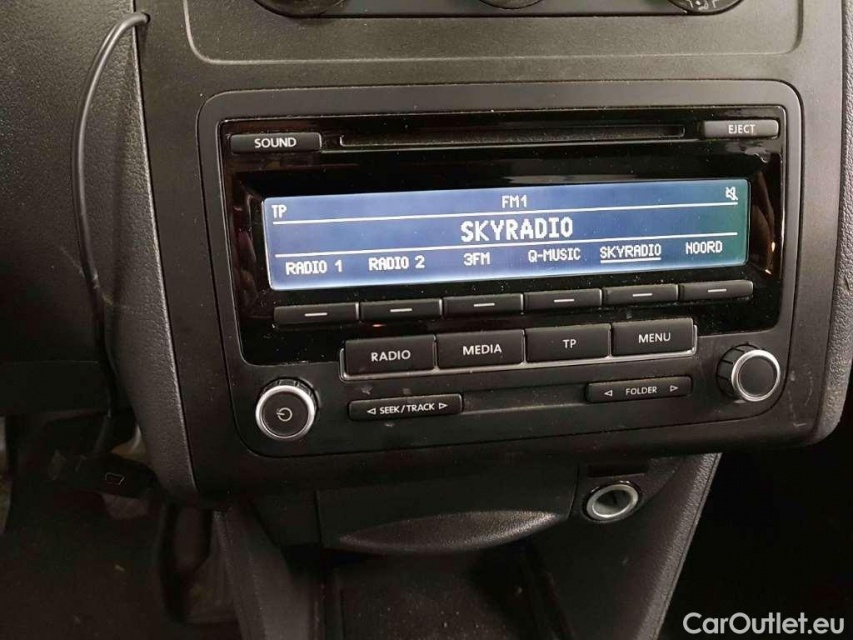 SOUND
EJECT
TP FM1
SKYRADIO
RADIO 1 RADIO 2 3FM Q-MUSIC SKYRADIO NOORD
RADIO MEDIA TP MENU
SEEK/TRACK
FOLDER
CarOutlet.eu